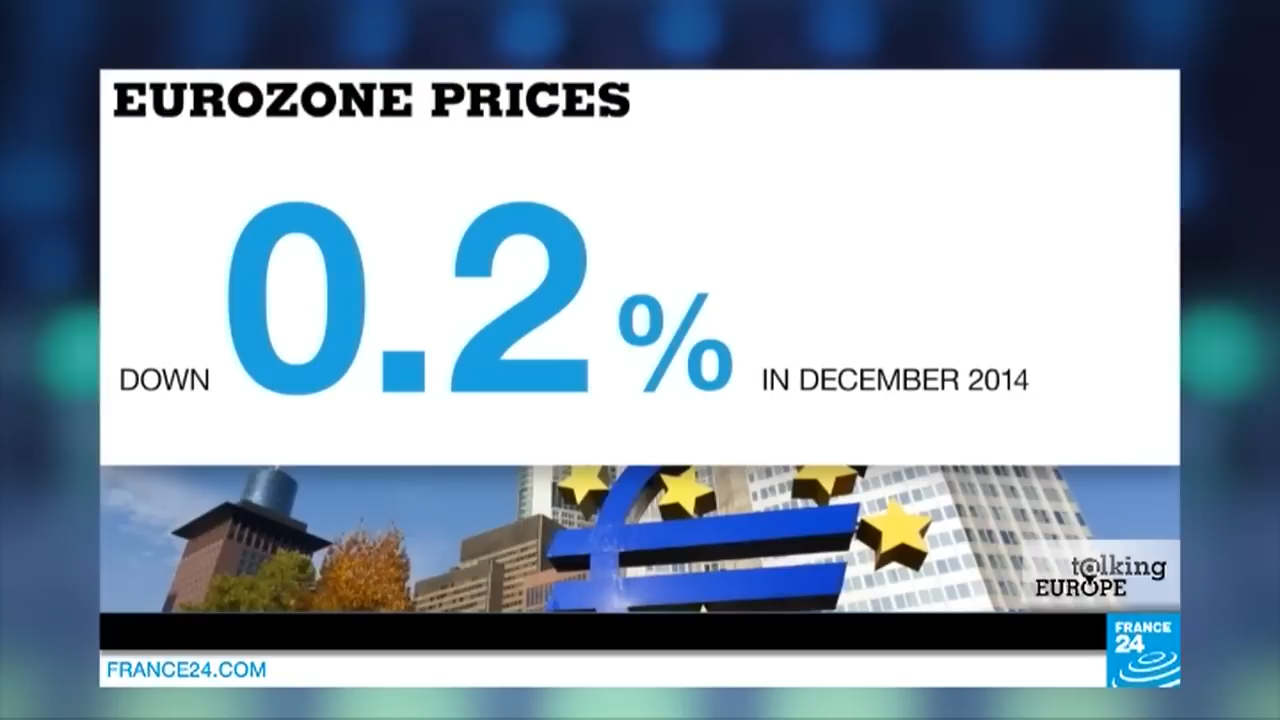 EUROZONE PRICES
DOWN 0.2% IN DECEMBER 2014
talking
EUROPE
FRANCE
24
FRANCE24.COM